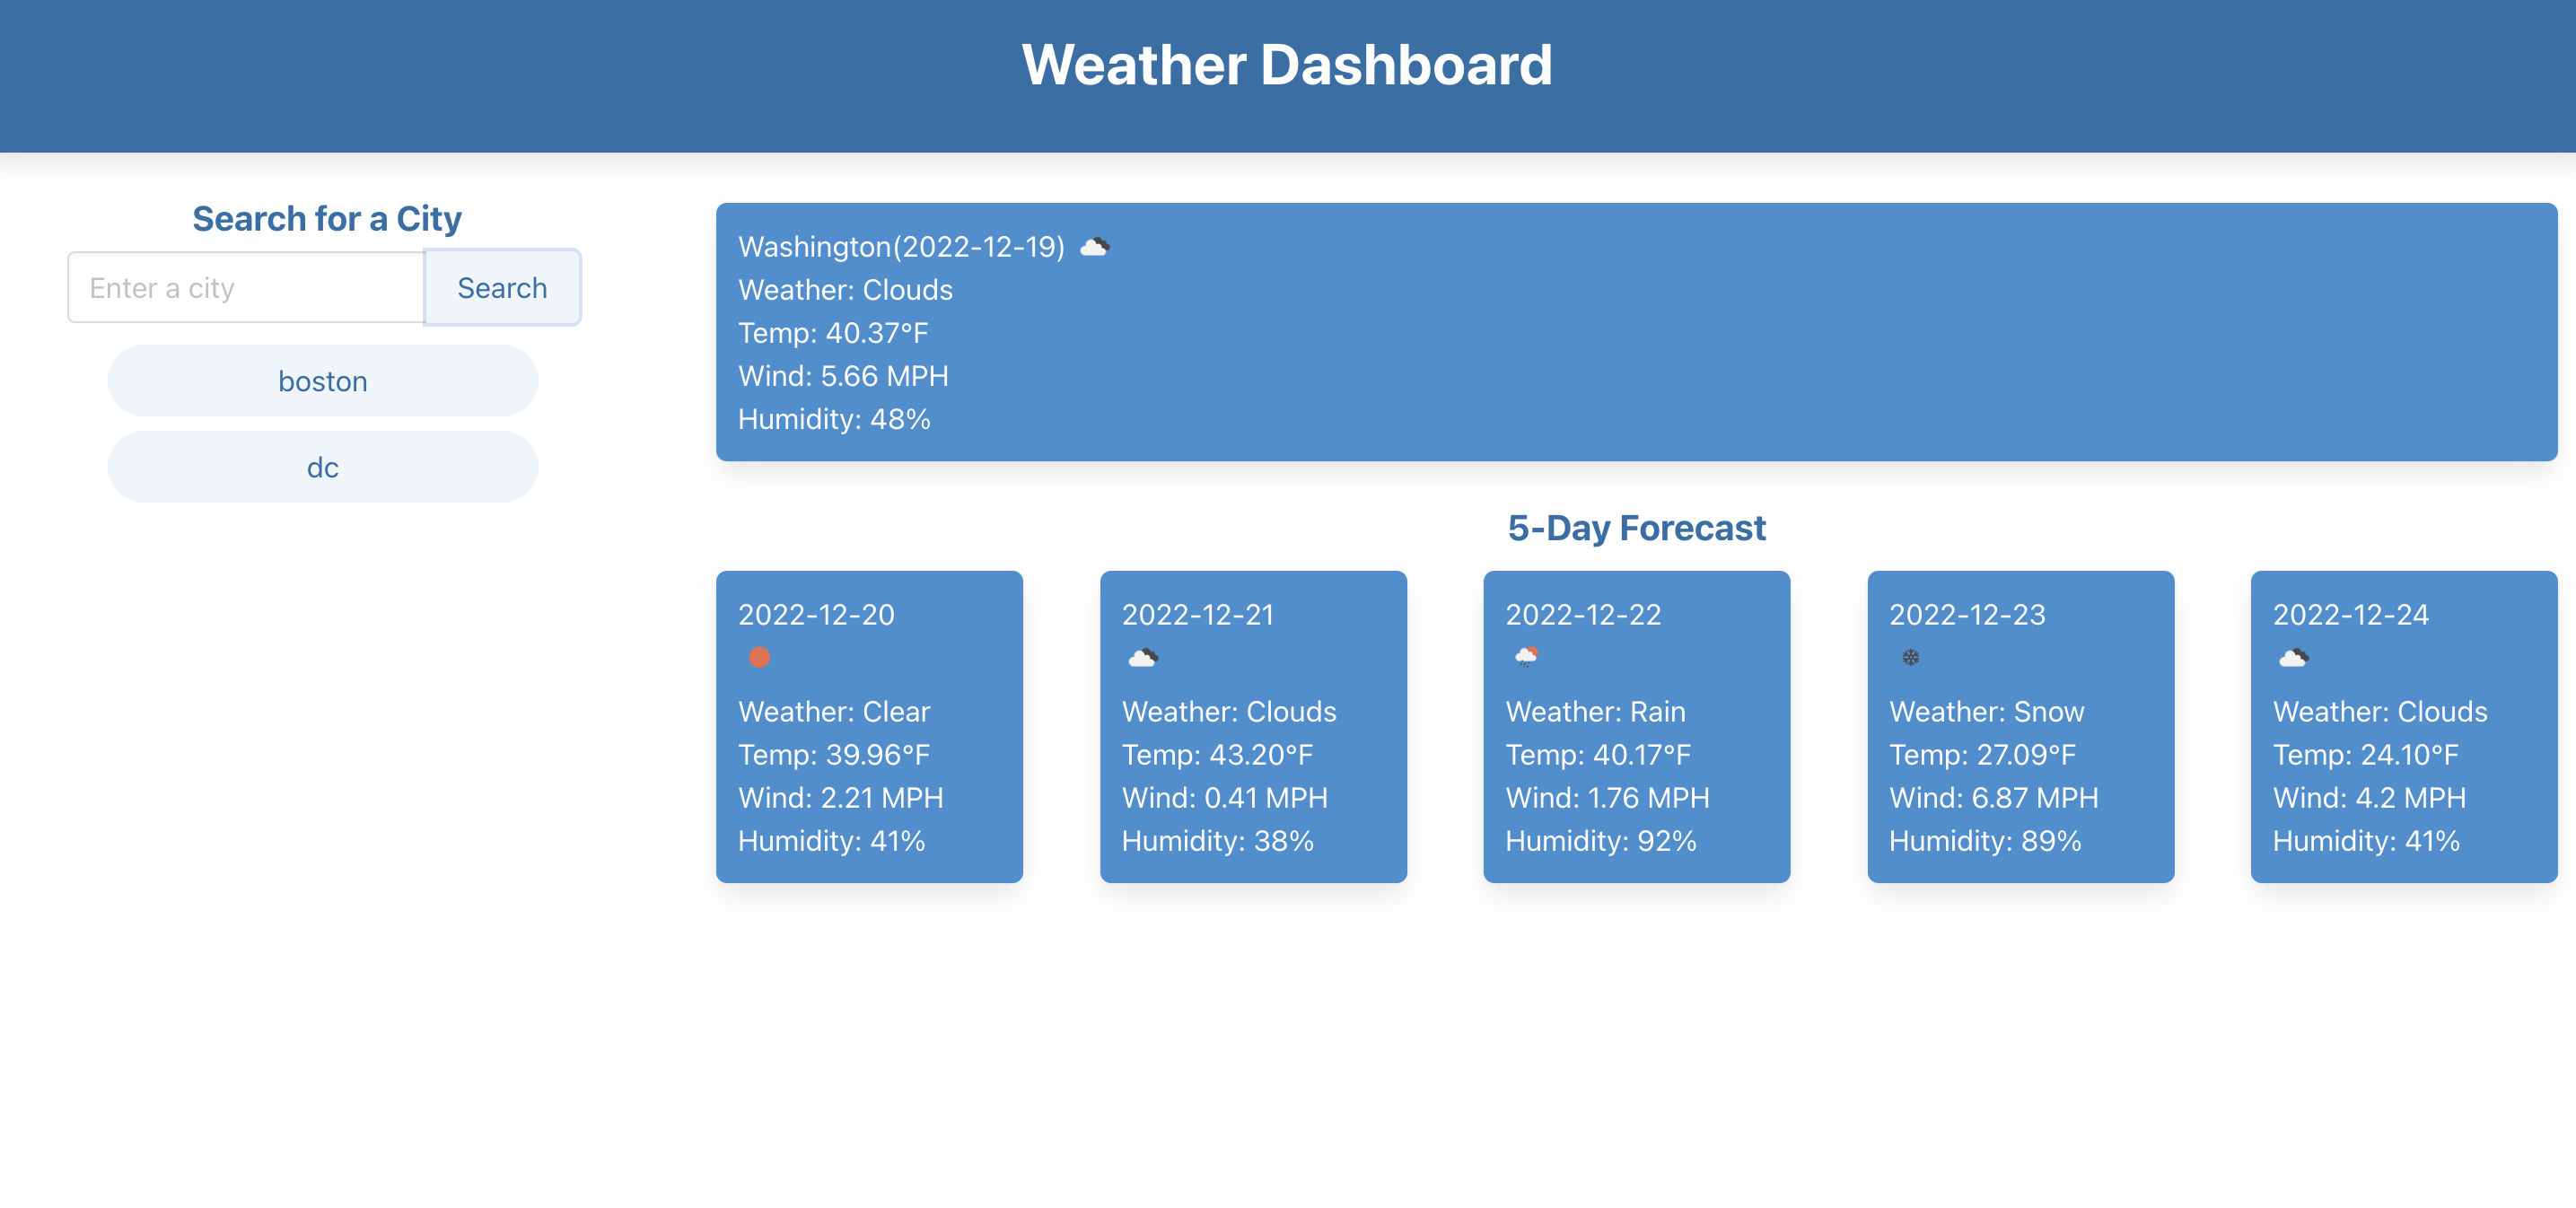 Weather Dashboard
Search for a City
Enter a city
Search
boston
dc
Washington(2022-12-19)
Weather: Clouds
Temp: 40.37°F
Wind: 5.66 MPH
Humidity: 48%
5-Day Forecast
2022-12-20
Weather: Clear
Temp: 39.96°F
Wind: 2.21 MPH
Humidity: 41%
2022-12-21
Weather: Clouds
Temp: 43.20°F
Wind: 0.41 MPH
Humidity: 38%
2022-12-22
Weather: Rain
Temp: 40.17°F
Wind: 1.76 MPH
Humidity: 92%
2022-12-23
Weather: Snow
Temp: 27.09°F
Wind: 6.87 MPH
Humidity: 89%
2022-12-24
Weather: Clouds
Temp: 24.10°F
Wind: 4.2 MPH
Humidity: 41%